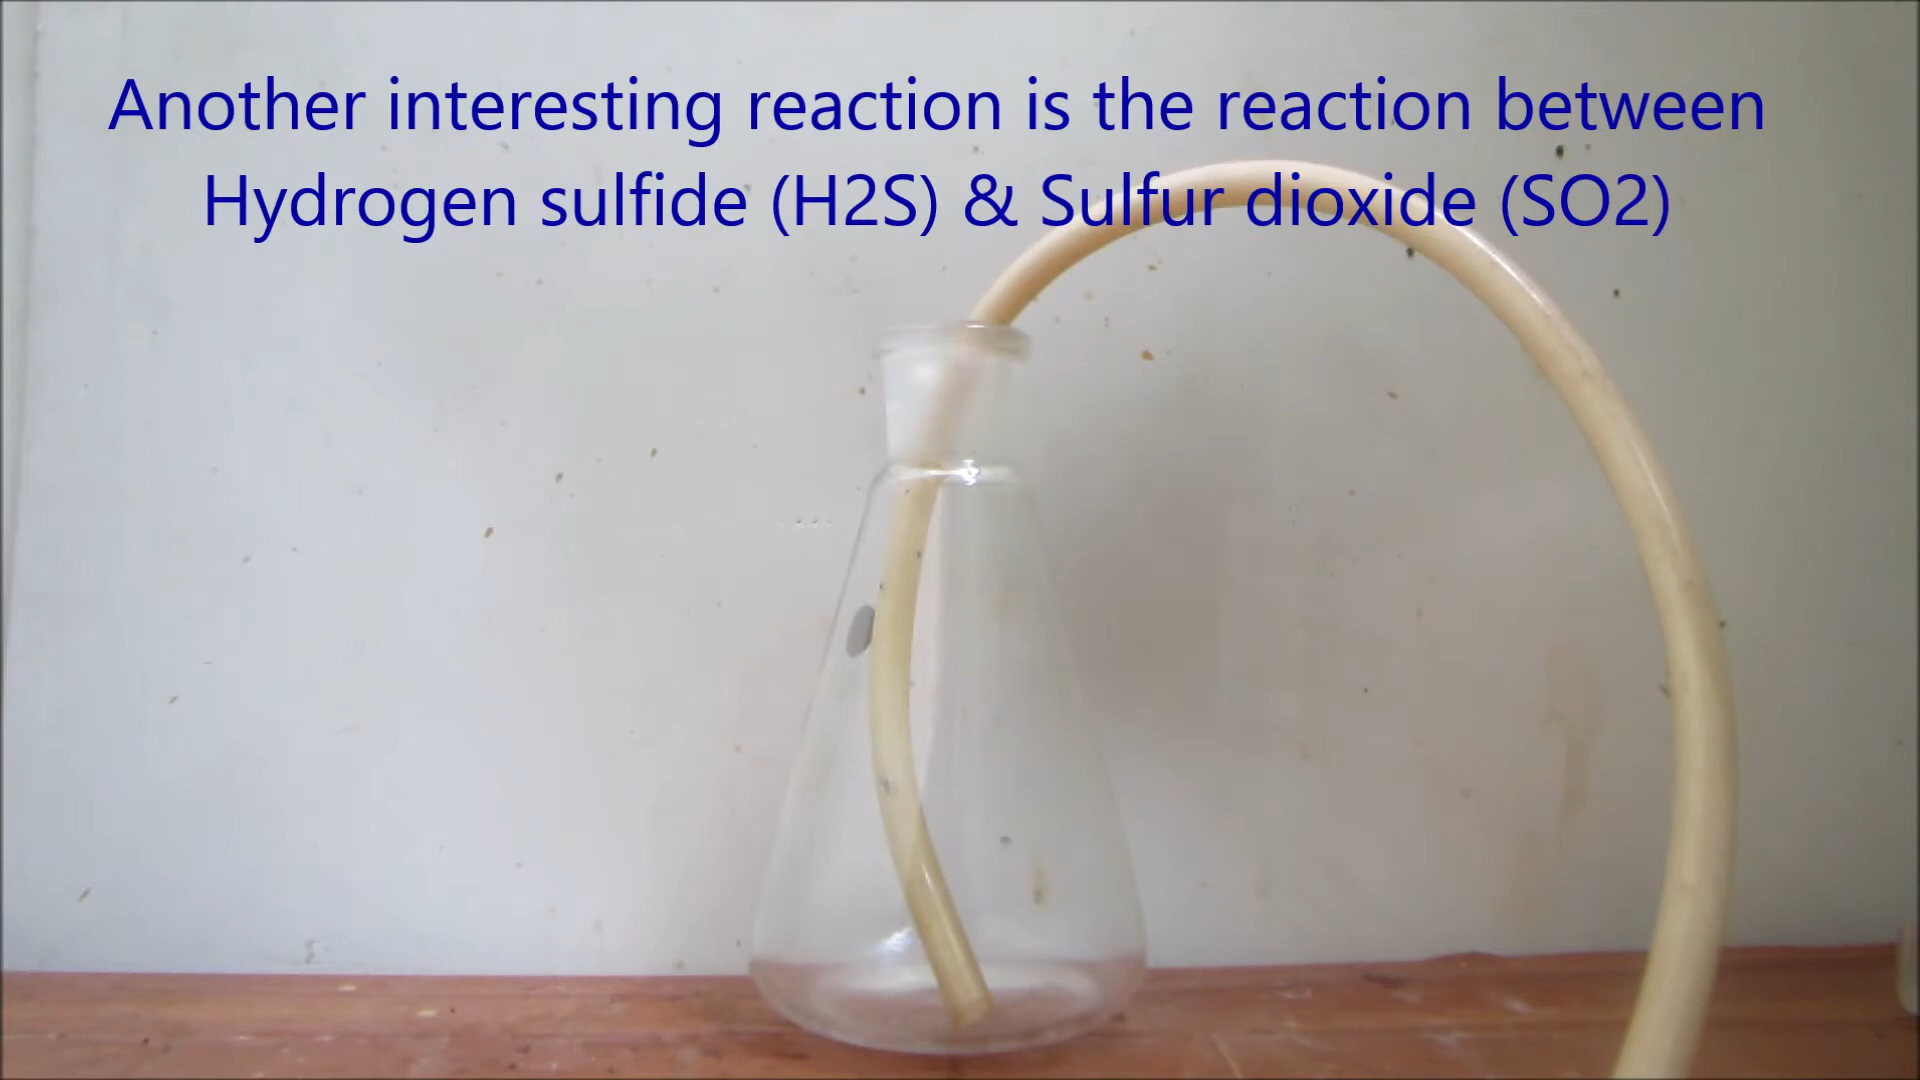 Another interesting reaction is the reaction between
Hydrogen sulfide (H2S) & Sulfur dioxide (SO2)